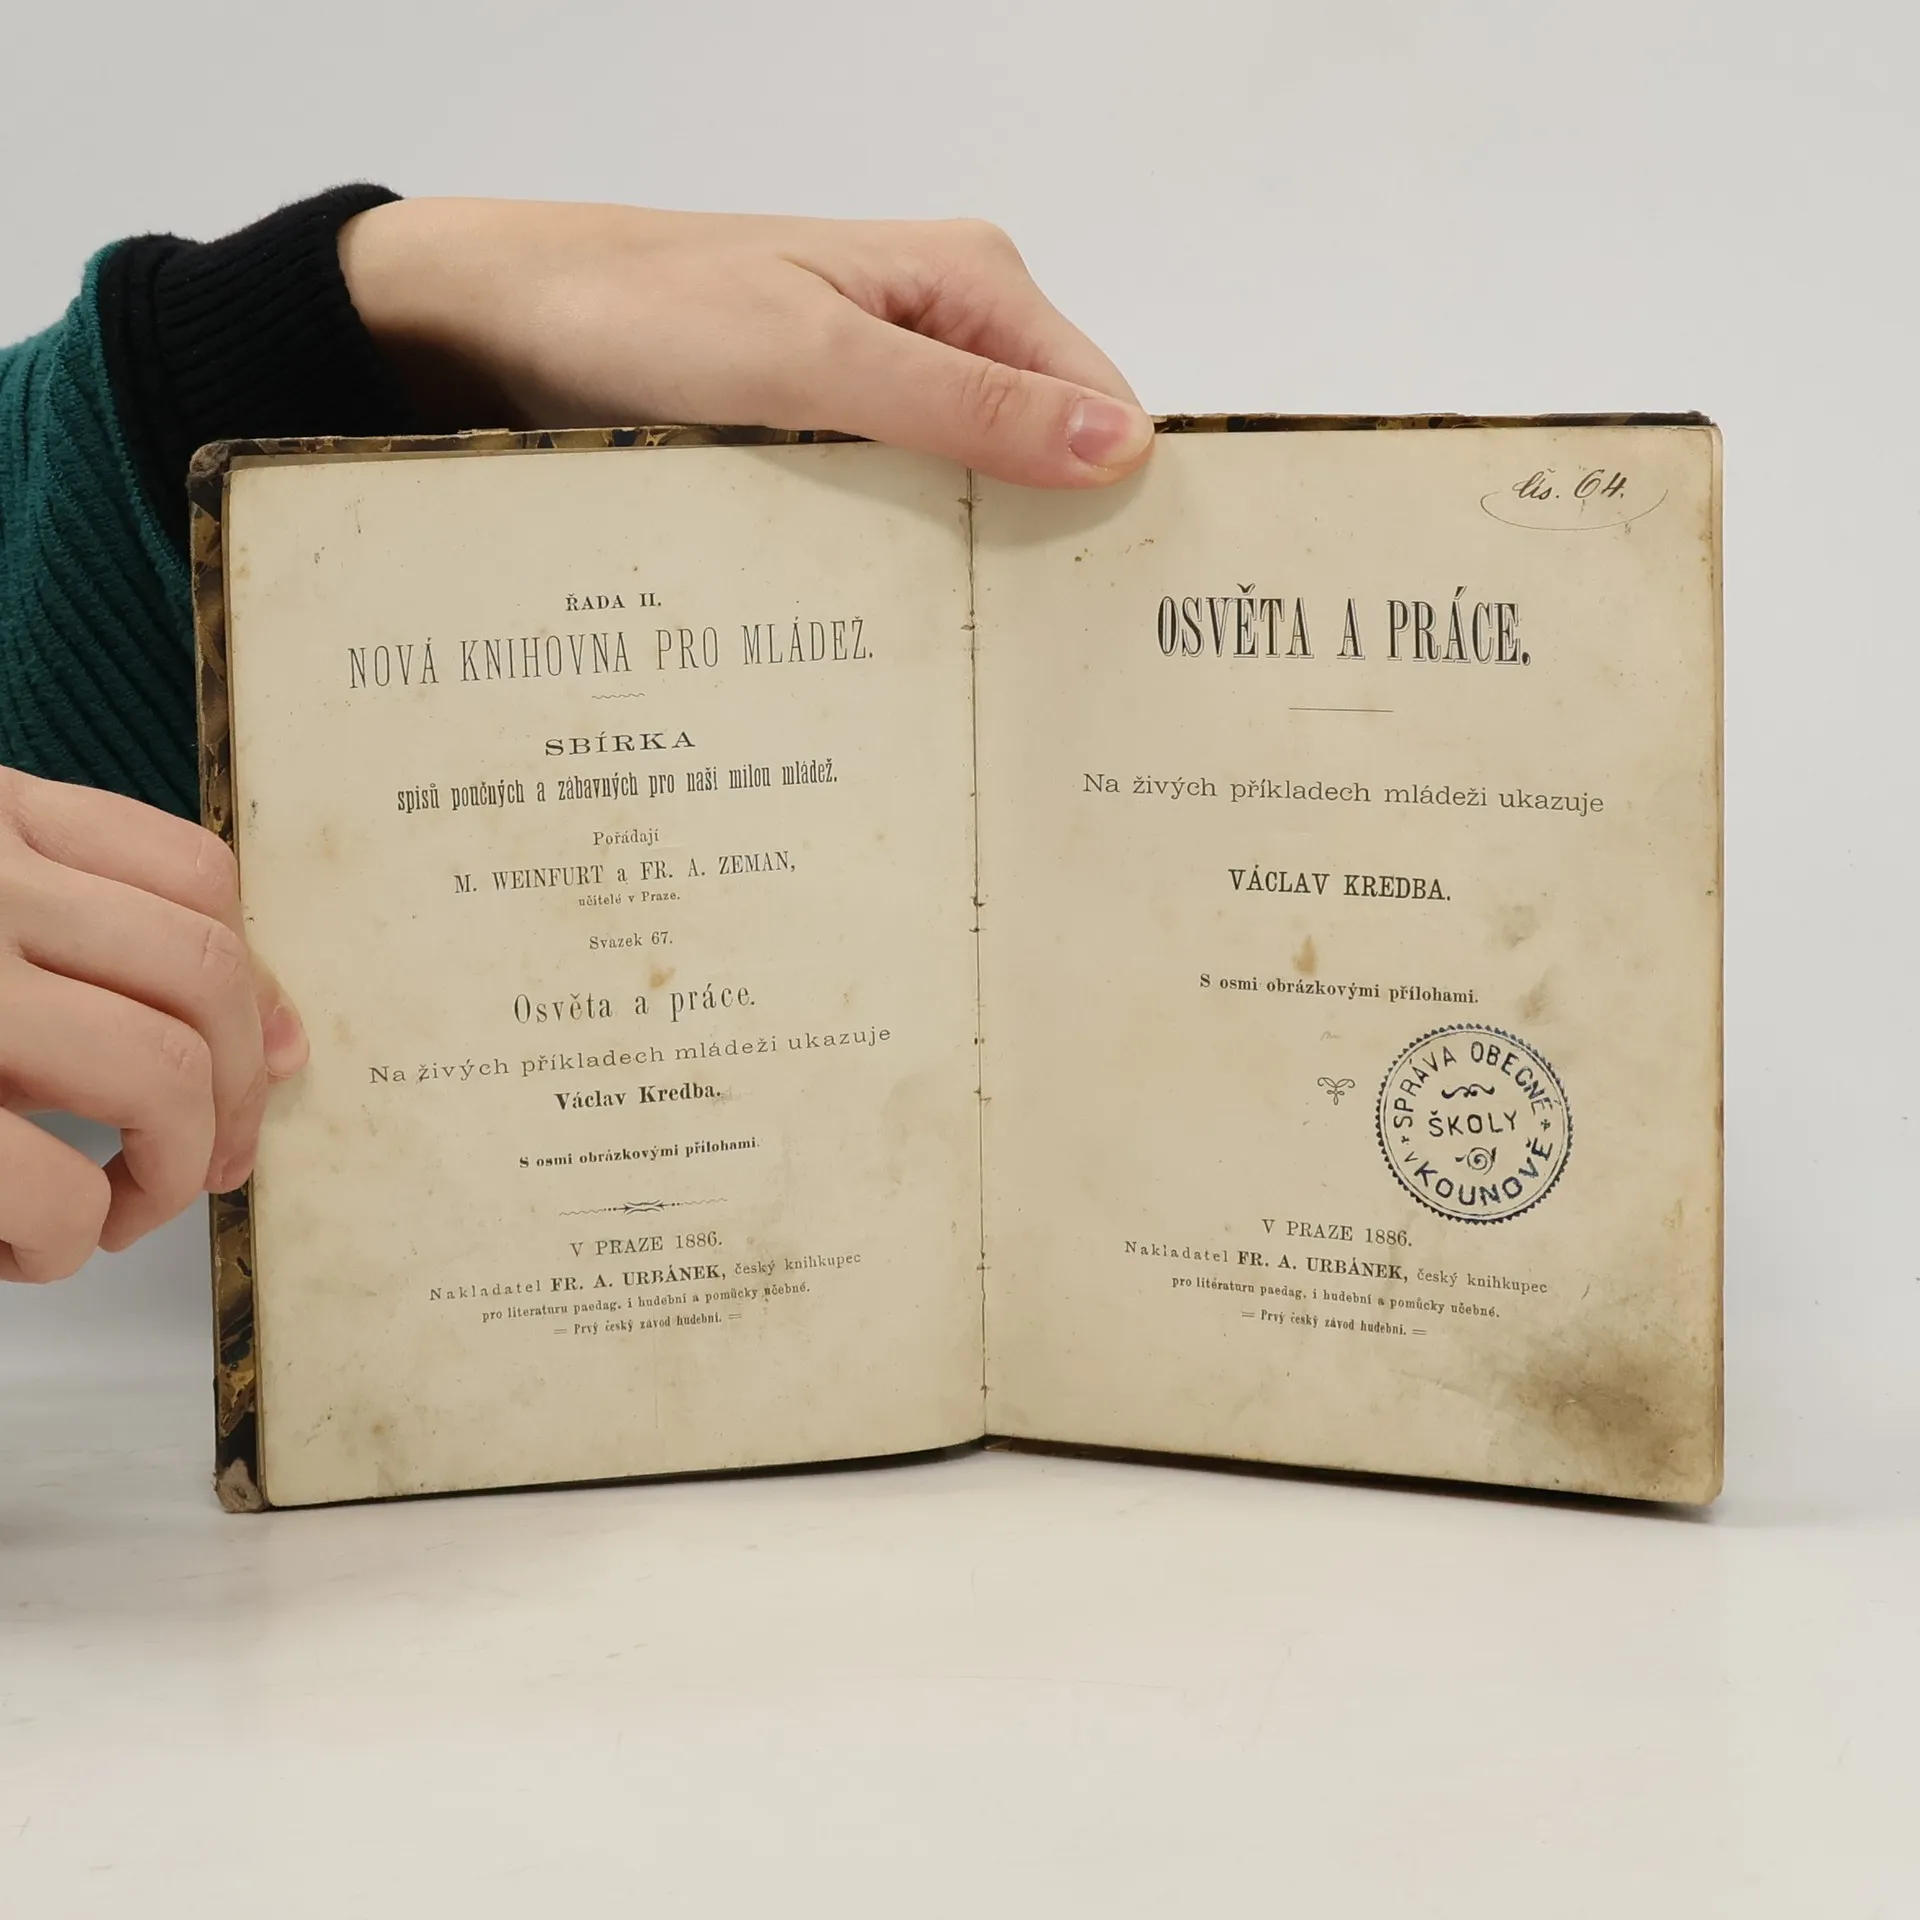 ŘADA II.
NOVÁ KNIHOVNA PRO MLÁDEŽ.
SBÍRKA
spisů poučných a zábavných pro naši milou mládež.
Pořádají
M. WEINFURT a FR. A. ZEMAN,
učitelé v Praze.
Svazek 67.
Osvěta a práce.
Na živých příkladech mládeži ukazuje
Václav Kredba.
S osmi obrázkovými přílohami.
V PRAZE 1886.
Nakladatel FR. A. URBÁNEK, český knihkupec
pro literaturu paedag. i hudební a pomůcky učebné.
= Prvý český závod hudební. =
čís. 64.
OSVĚTA A PRÁCE.
Na živých příkladech mládeži ukazuje
VÁCLAV KREDBA.
S osmi obrázkovými přílohami.
SPRÁVA OBECNÉ
ŠKOLY
V KOUNOVĚ
V PRAZE 1886.
Nakladatel FR. A. URBÁNEK, český knihkupec
pro literaturu paedag. i hudební a pomůcky učebné.
= Prvý český závod hudební. =